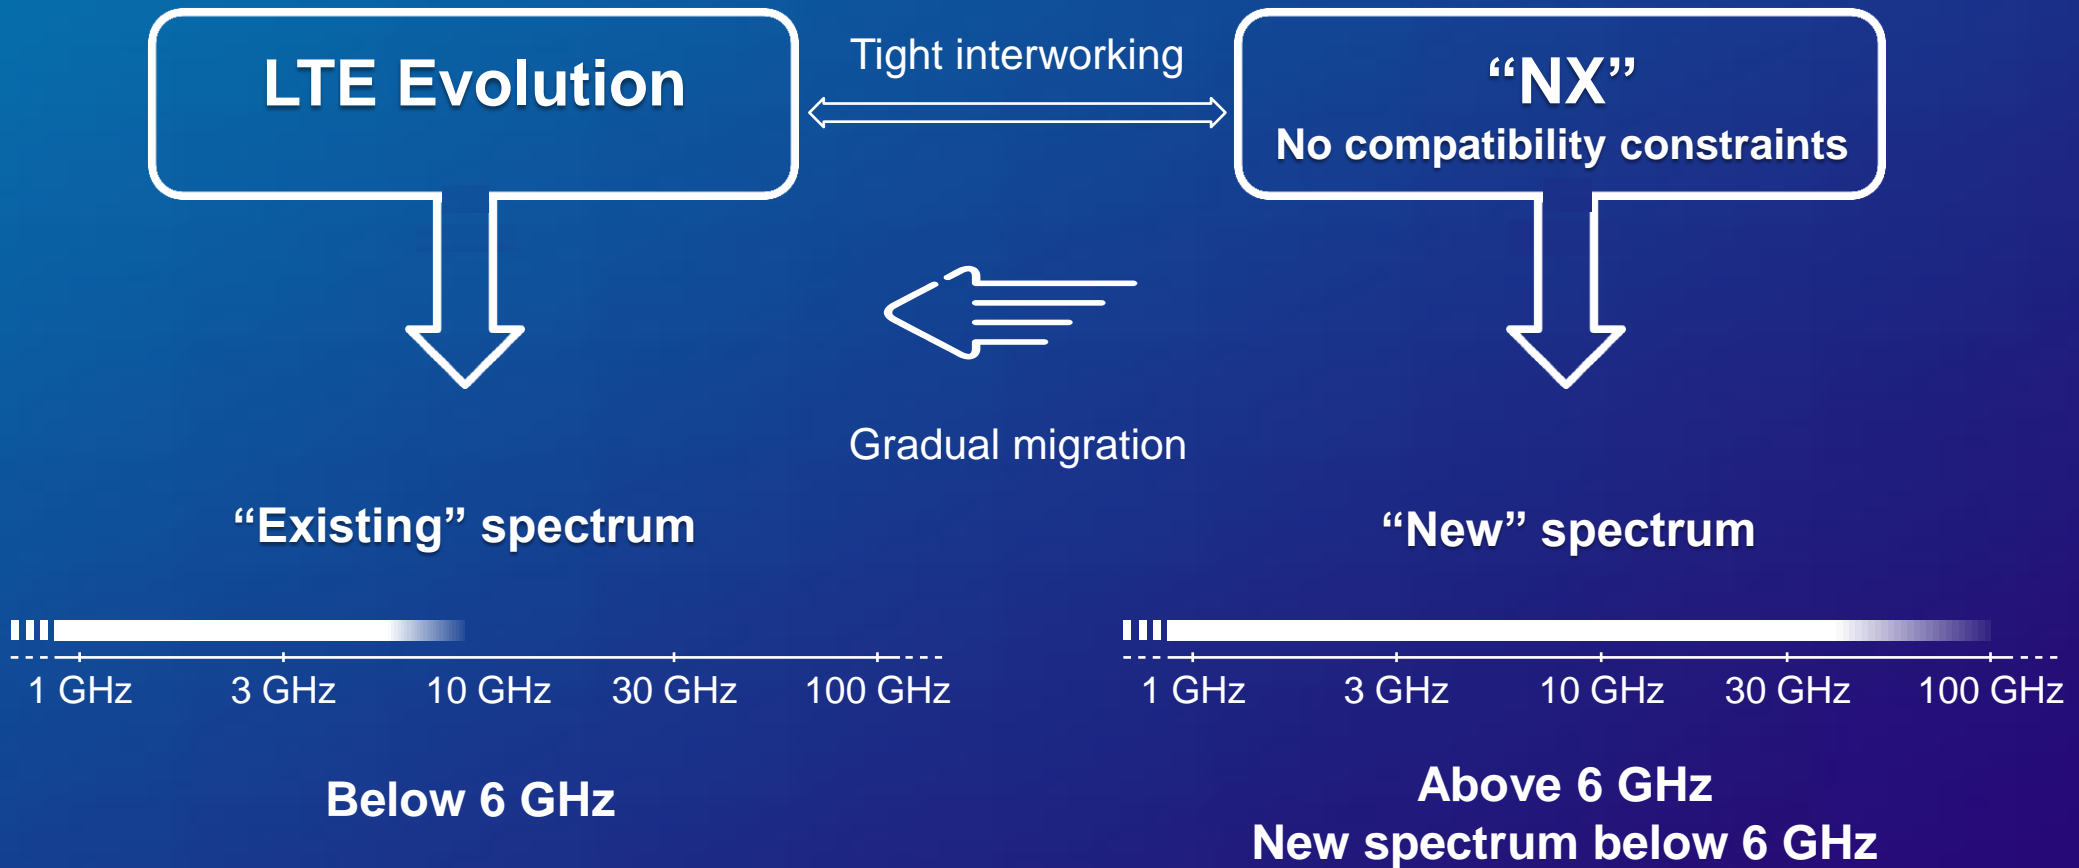 LTE Evolution
Tight interworking
“NX”
No compatibility constraints
Gradual migration
“Existing” spectrum
“New” spectrum
1 GHz 3 GHz 10 GHz 30 GHz 100 GHz
1 GHz 3 GHz 10 GHz 30 GHz 100 GHz
Below 6 GHz
Above 6 GHz
New spectrum below 6 GHz